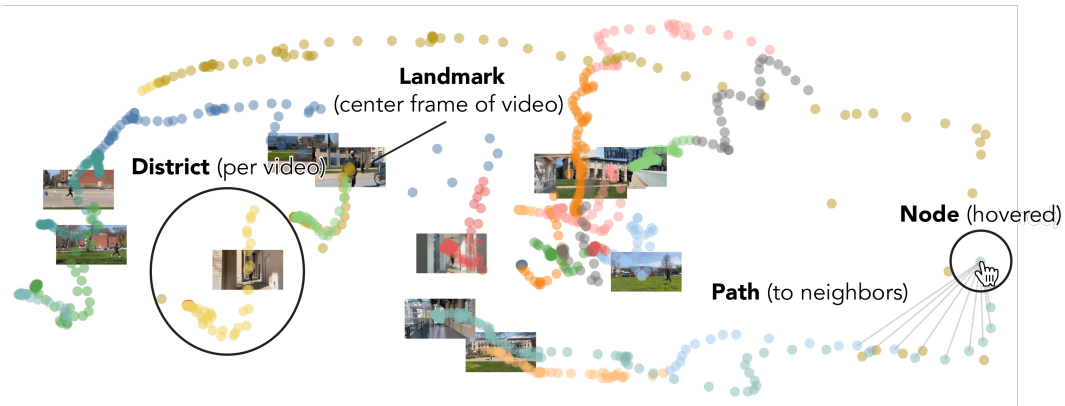 Landmark
(center frame of video)
District (per video)
Node (hovered)
Path (to neighbors)